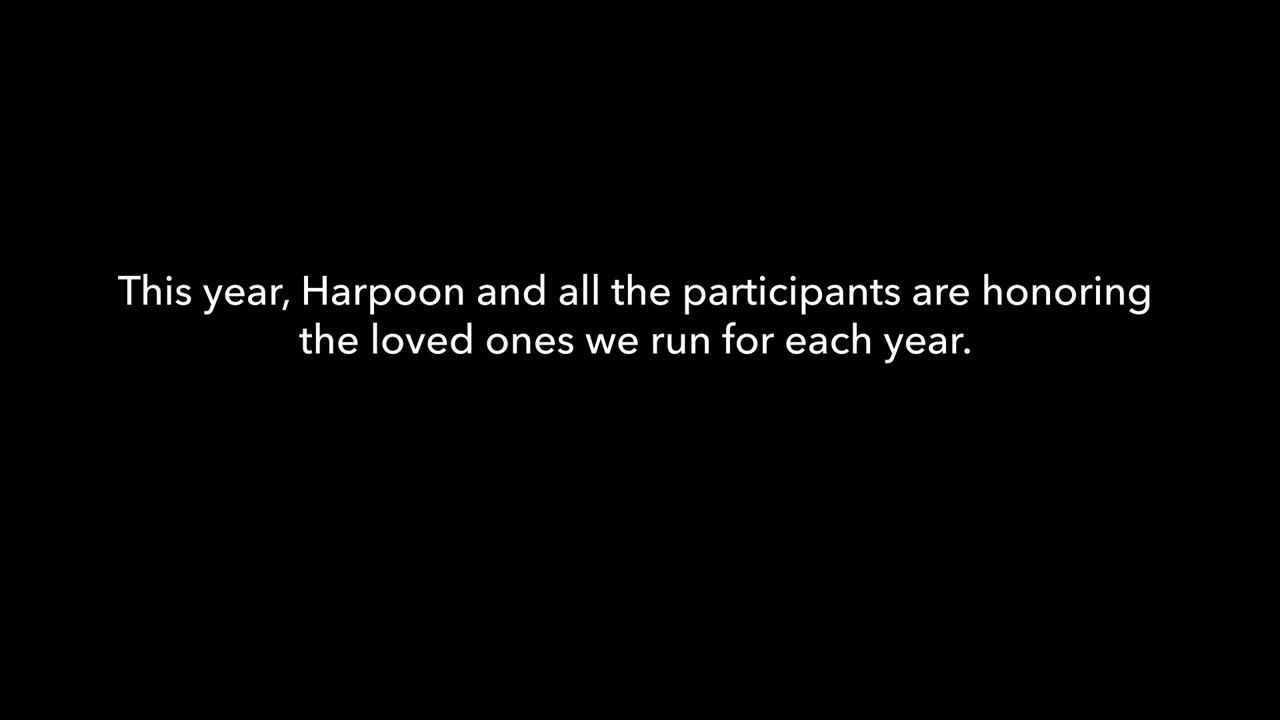 This year, Harpoon and all the participants are honoring
the loved ones we run for each year.